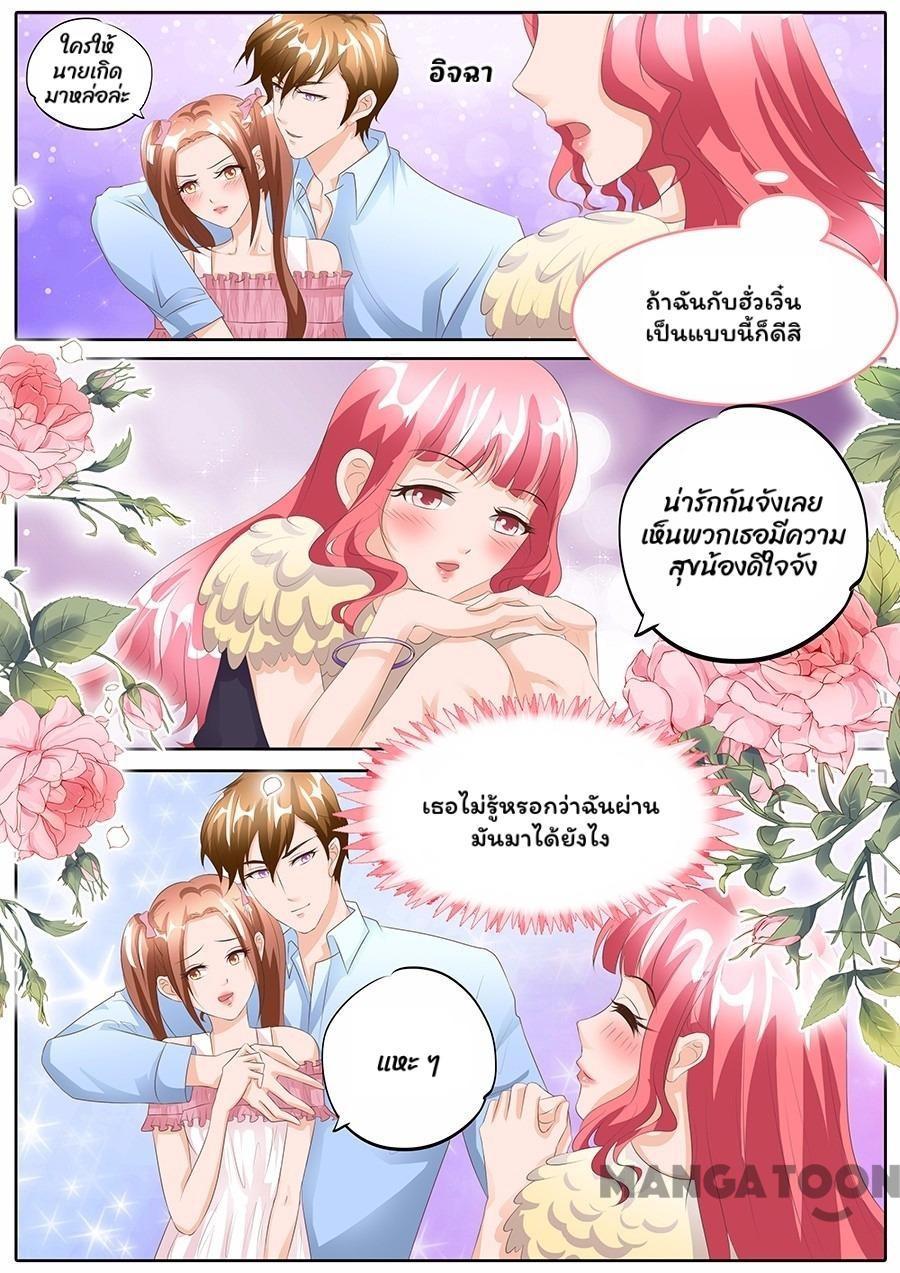 ใครให้
นายเกิด
มาหล่อล่ะ
อิจฉา
ถ้าฉันกับฮั่วเวิ๋น
เป็นแบบนี้ก็ดีสิ
น่ารักกันจังเลย
เห็นพวกเธอมีความ
สุขน้องดีใจจัง
เธอไม่รู้หรอกว่าฉันผ่าน
มันมาได้ยังไง
แหะ ๆ
MANGATOON